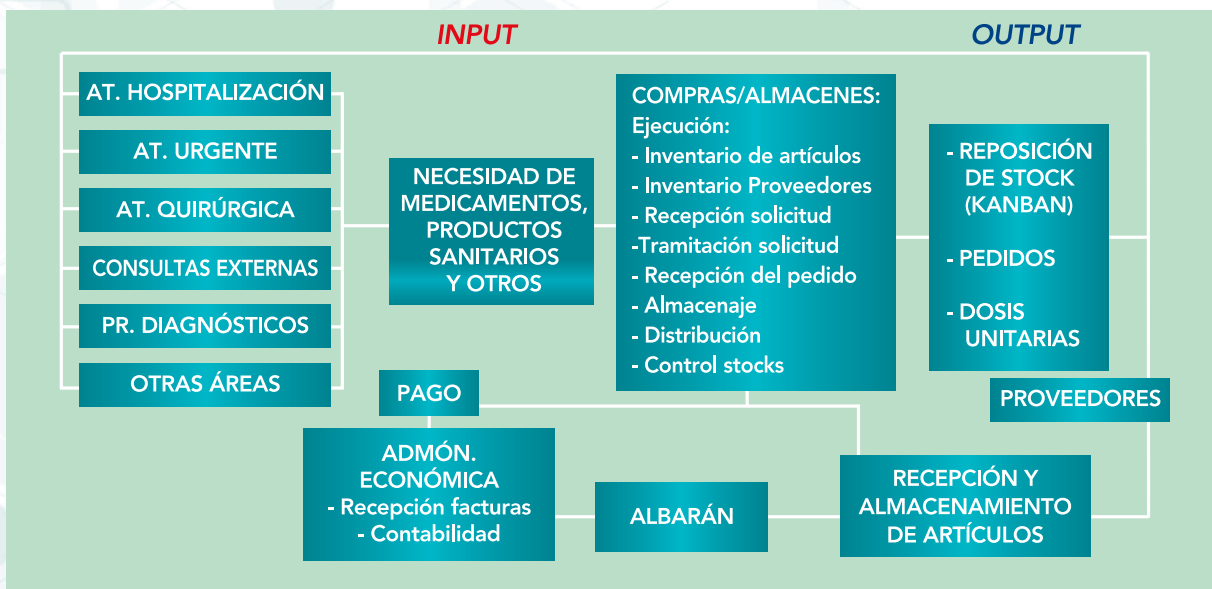 INPUT
OUTPUT
AT. HOSPITALIZACIÓN
AT. URGENTE
AT. QUIRÚRGICA
CONSULTAS EXTERNAS
PR. DIAGNÓSTICOS
OTRAS ÁREAS
NECESIDAD DE
MEDICAMENTOS,
PRODUCTOS
SANITARIOS
Y OTROS
COMPRAS/ALMACENES:
Ejecución:
- Inventario de artículos
- Inventario Proveedores
- Recepción solicitud
-Tramitación solicitud
- Recepción del pedido
- Almacenaje
- Distribución
- Control stocks
- REPOSICIÓN
DE STOCK
(KANBAN)
- PEDIDOS
- DOSIS
UNITARIAS
PROVEEDORES
PAGO
ADMÓN.
ECONÓMICA
- Recepción facturas
- Contabilidad
ALBARÁN
RECEPCIÓN Y
ALMACENAMIENTO
DE ARTÍCULOS